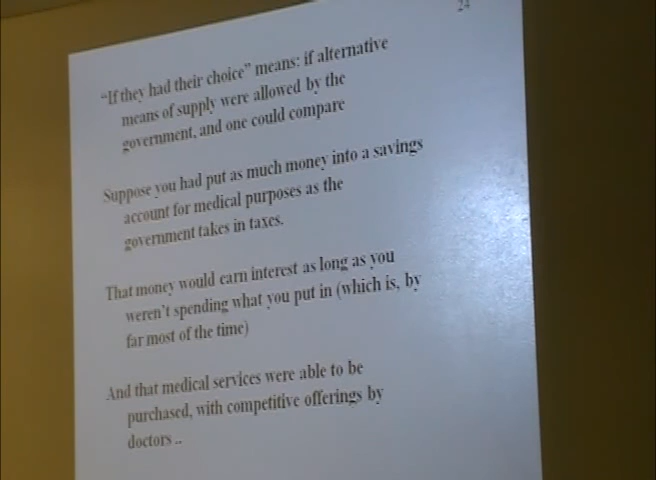 24
“If they had their choice” means: if alternative
means of supply were allowed by the
government, and one could compare
Suppose you had put as much money into a savings
account for medical purposes as the
government takes in taxes.
That money would earn interest as long as you
weren’t spending what you put in (which is, by
far most of the time)
And that medical services were able to be
purchased, with competitive offerings by
doctors ..